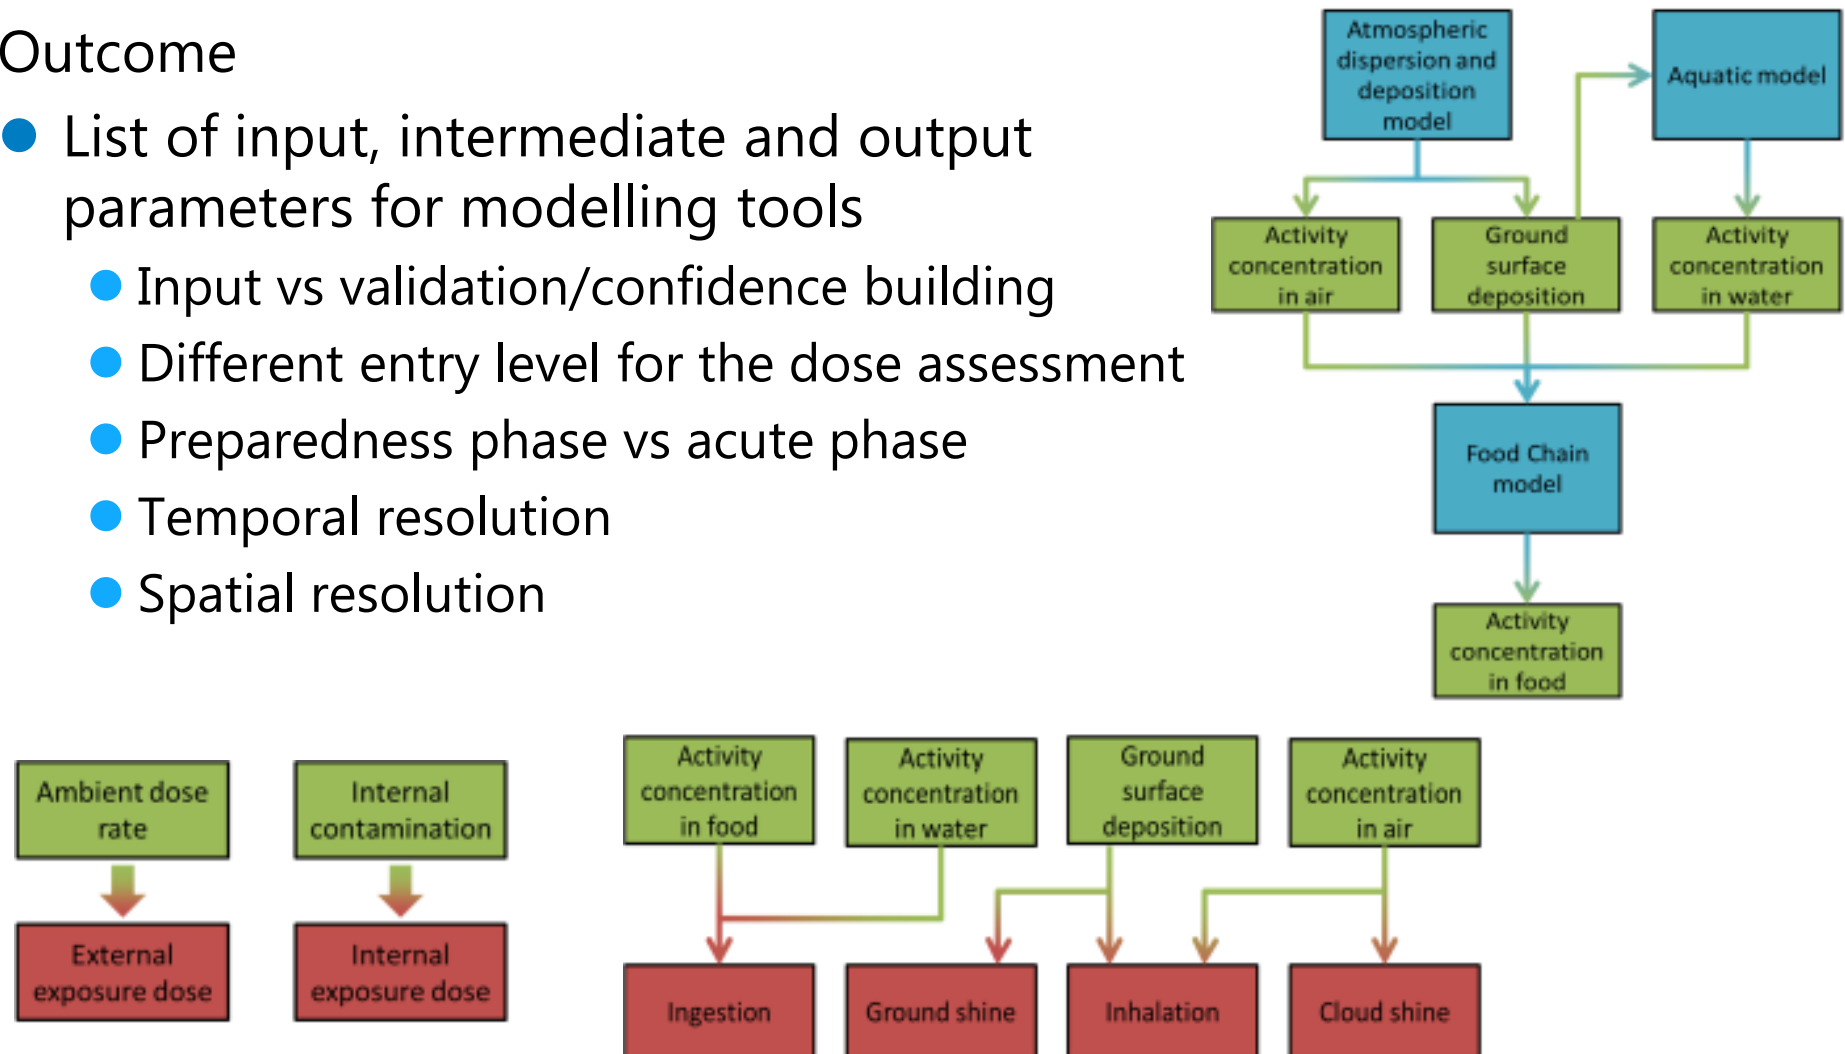 Outcome
List of input, intermediate and output
parameters for modelling tools
Input vs validation/confidence building
Different entry level for the dose assessment
Preparedness phase vs acute phase
Temporal resolution
Spatial resolution
Atmospheric
dispersion and
deposition
model
Aquatic model
Activity
concentration
in air
Ground
surface
deposition
Activity
concentration
in water
Food Chain
model
Activity
concentration
in food
Ambient dose
rate
Internal
contamination
External
exposure dose
Internal
exposure dose
Activity
concentration
in food
Activity
concentration
in water
Ground
surface
deposition
Activity
concentration
in air
Ingestion
Ground shine
Inhalation
Cloud shine